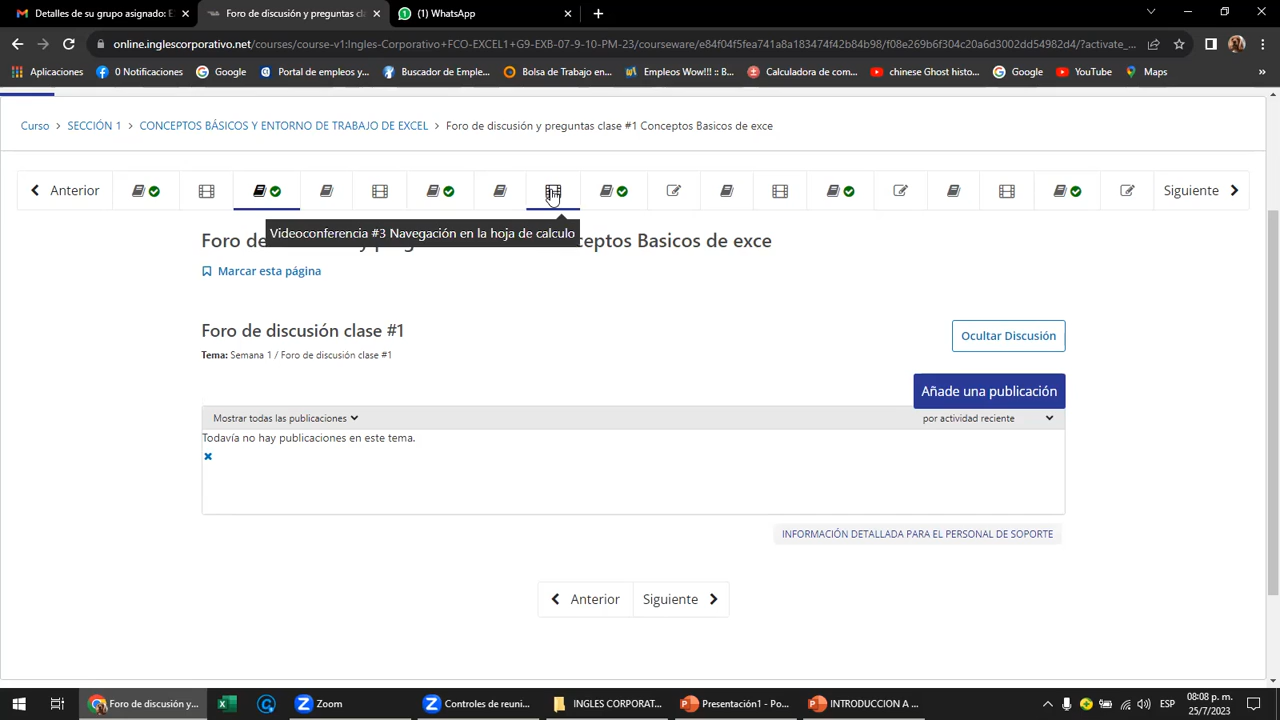 Detalles de su grupo asignado: E
Foro de discusión y preguntas cl
(1) WhatsApp
online.inglescorporativo.net/courses/course-v1:Ingles-Corporativo+FCO-EXCEL1+G9-EXB-07-9-10-PM-23/courseware/e84f04f5fea741a8a183474f42b84b98/f08e269b6f304c20a6d3002dd54982d4/?activate_...
Aplicaciones
0 Notificaciones
Google
Portal de empleos y...
Buscador de Emple...
Bolsa de Trabajo en...
Empleos Wow!!! :: B...
Calculadora de com...
chinese Ghost histo...
Google
YouTube
Maps
»
Curso > SECCIÓN 1 > CONCEPTOS BÁSICOS Y ENTORNO DE TRABAJO DE EXCEL > Foro de discusión y preguntas clase #1 Conceptos Basicos de exce
Anterior
Siguiente
Videoconferencia #3 Navegación en la hoja de calculo
Foro de ceptos Basicos de exce
Marcar esta página
Foro de discusión clase #1
Ocultar Discusión
Tema: Semana 1 / Foro de discusión clase #1
Añade una publicación
Mostrar todas las publicaciones
por actividad reciente
Todavía no hay publicaciones en este tema.
INFORMACIÓN DETALLADA PARA EL PERSONAL DE SOPORTE
Anterior
Siguiente
Foro de discusión y...
Zoom
Controles de reuni...
INGLES CORPORAT...
Presentación1 - Po...
INTRODUCCION A ...
ESP
08:08 p. m.
25/7/2023